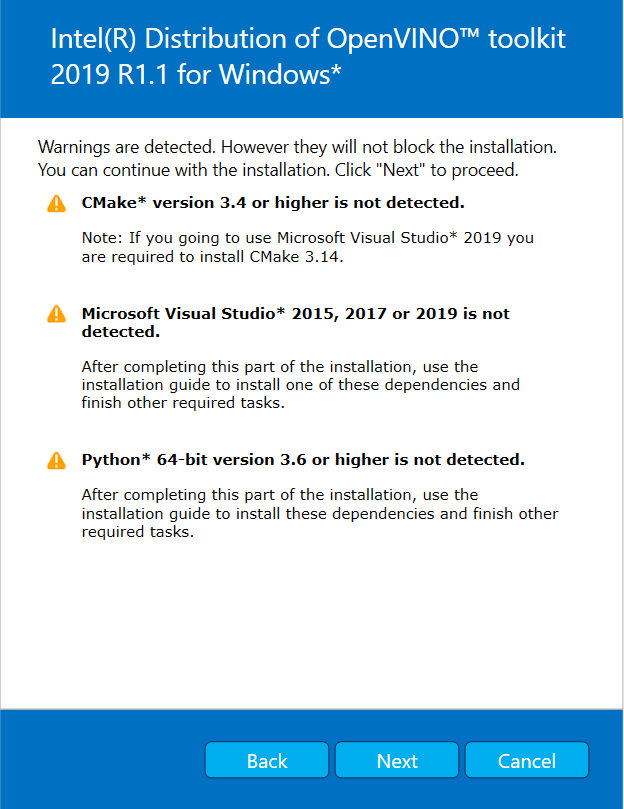 Intel(R) Distribution of OpenVINO™ toolkit
2019 R1.1 for Windows*
Warnings are detected. However they will not block the installation.
You can continue with the installation. Click "Next" to proceed.
CMake* version 3.4 or higher is not detected.
Note: If you going to use Microsoft Visual Studio* 2019 you
are required to install CMake 3.14.
Microsoft Visual Studio* 2015, 2017 or 2019 is not
detected.
After completing this part of the installation, use the
installation guide to install one of these dependencies and
finish other required tasks.
Python* 64-bit version 3.6 or higher is not detected.
After completing this part of the installation, use the
installation guide to install these dependencies and finish other
required tasks.
Back Next Cancel